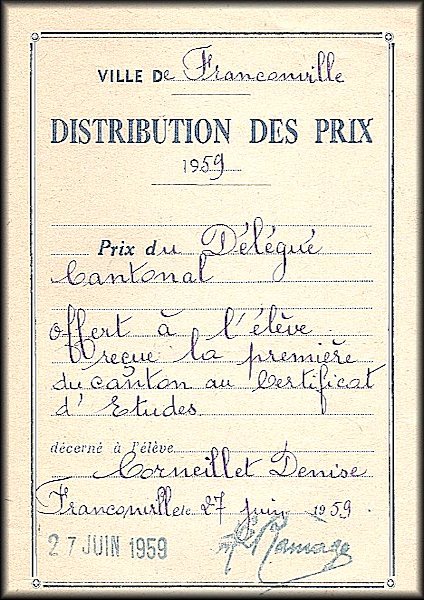 VILLE De Franconville
DISTRIBUTION DES PRIX
1959
Prix du Délégué
Cantonal
offert à l'élève
reçue la première
du canton au Certificat
d'Etudes
décerné à l'élève
Corneillet Denise
Franconville le 27 juin 1959
27 JUIN 1959